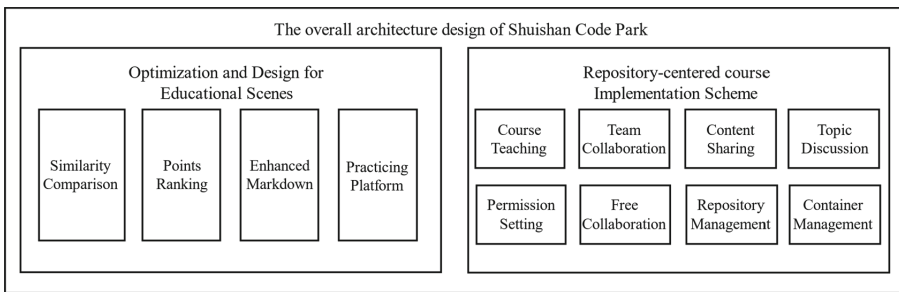 The overall architecture design of Shuishan Code Park
Optimization and Design for
Educational Scenes
Similarity
Comparison
Points
Ranking
Enhanced
Markdown
Practicing
Platform
Repository-centered course
Implementation Scheme
Course
Teaching
Team
Collaboration
Content
Sharing
Topic
Discussion
Permission
Setting
Free
Collaboration
Repository
Management
Container
Management